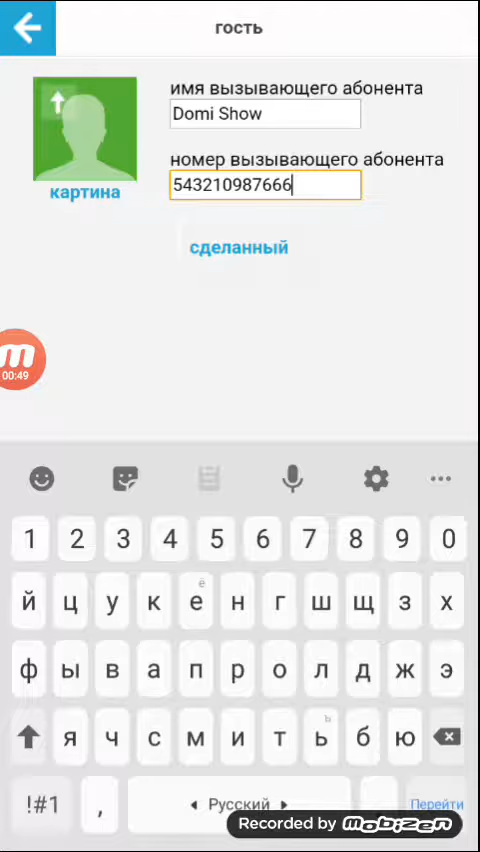 гость
имя вызывающего абонента
Domi Show
номер вызывающего абонента
543210987666
картина
сделанный
00:49
1 2 3 4 5 6 7 8 9 0
й ц у к е ё н г ш щ з х
ф ы в а п р о л д ж э
я ч с м и т ь ъ б ю
!#1 , Русский Перейти
Recorded by mobizen